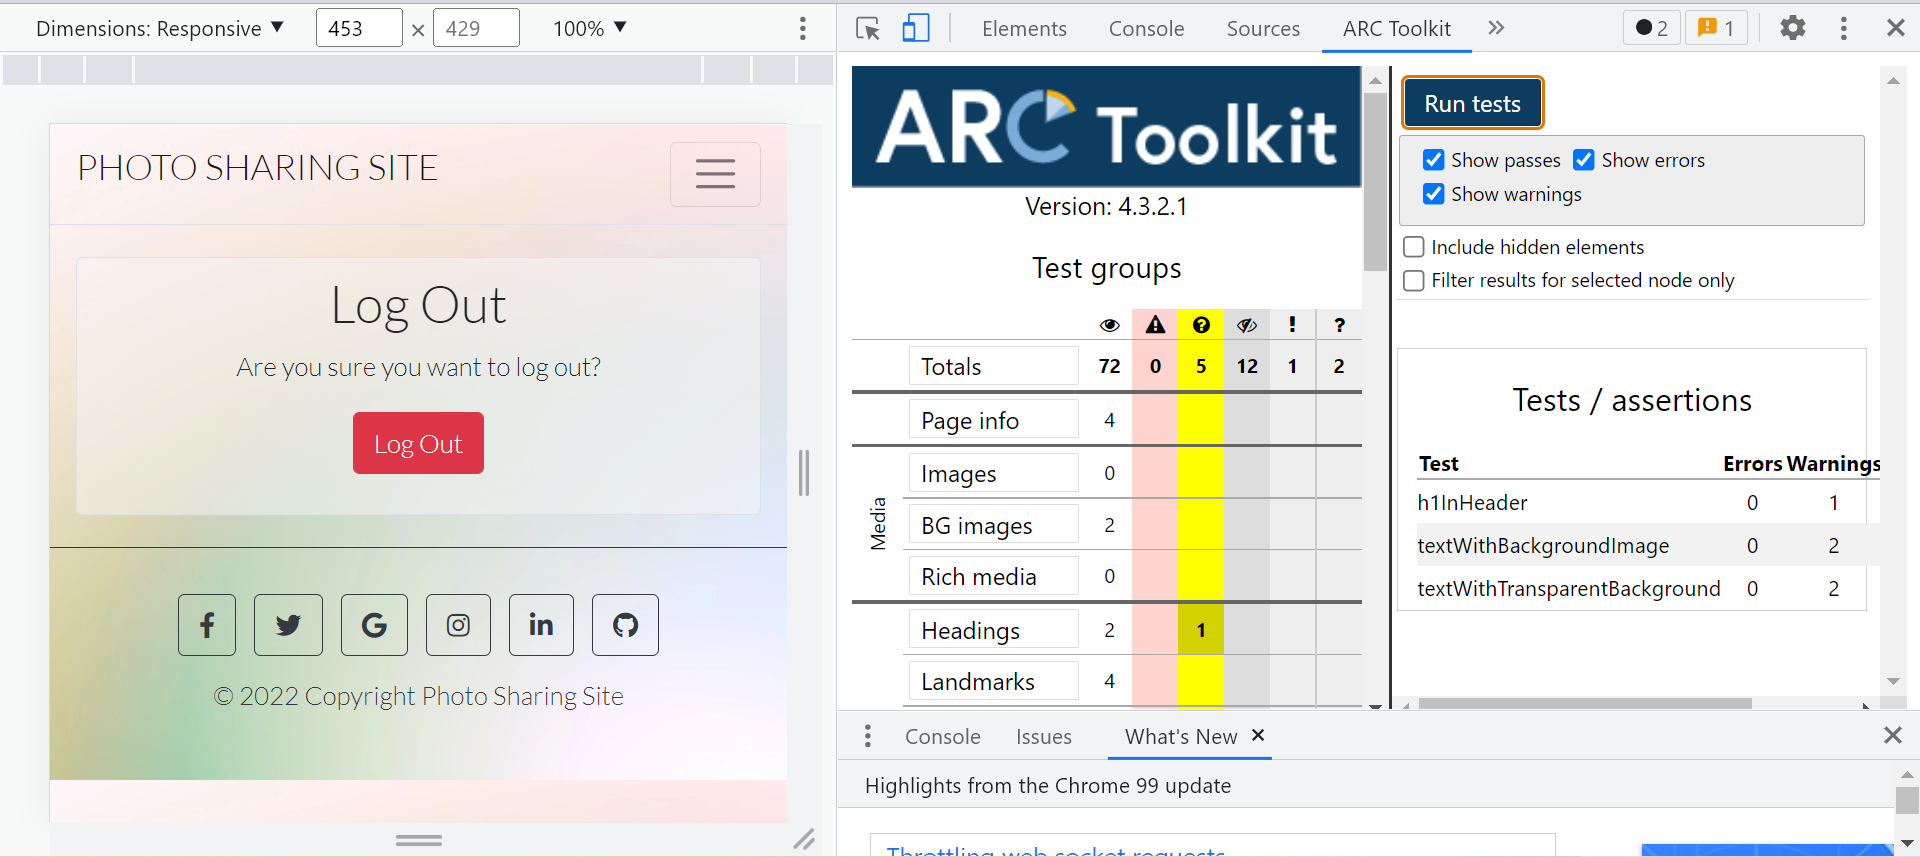 Dimensions: Responsive ▼ 453 × 429 100% ▼
PHOTO SHARING SITE
Log Out
Are you sure you want to log out?
Log Out
© 2022 Copyright Photo Sharing Site
Elements Console Sources ARC Toolkit » 2 1
ARC Toolkit
Version: 4.3.2.1
Test groups
Totals 72 0 5 12 1 2
Page info 4
Media
Images 0
BG images 2
Rich media 0
Headings 2 1
Landmarks 4
Run tests
Show passes Show errors
Show warnings
Include hidden elements
Filter results for selected node only
Tests / assertions
Test Errors Warnings
h1InHeader 0 1
textWithBackgroundImage 0 2
textWithTransparentBackground 0 2
Console Issues What's New ×
Highlights from the Chrome 99 update
Throttling web socket requests